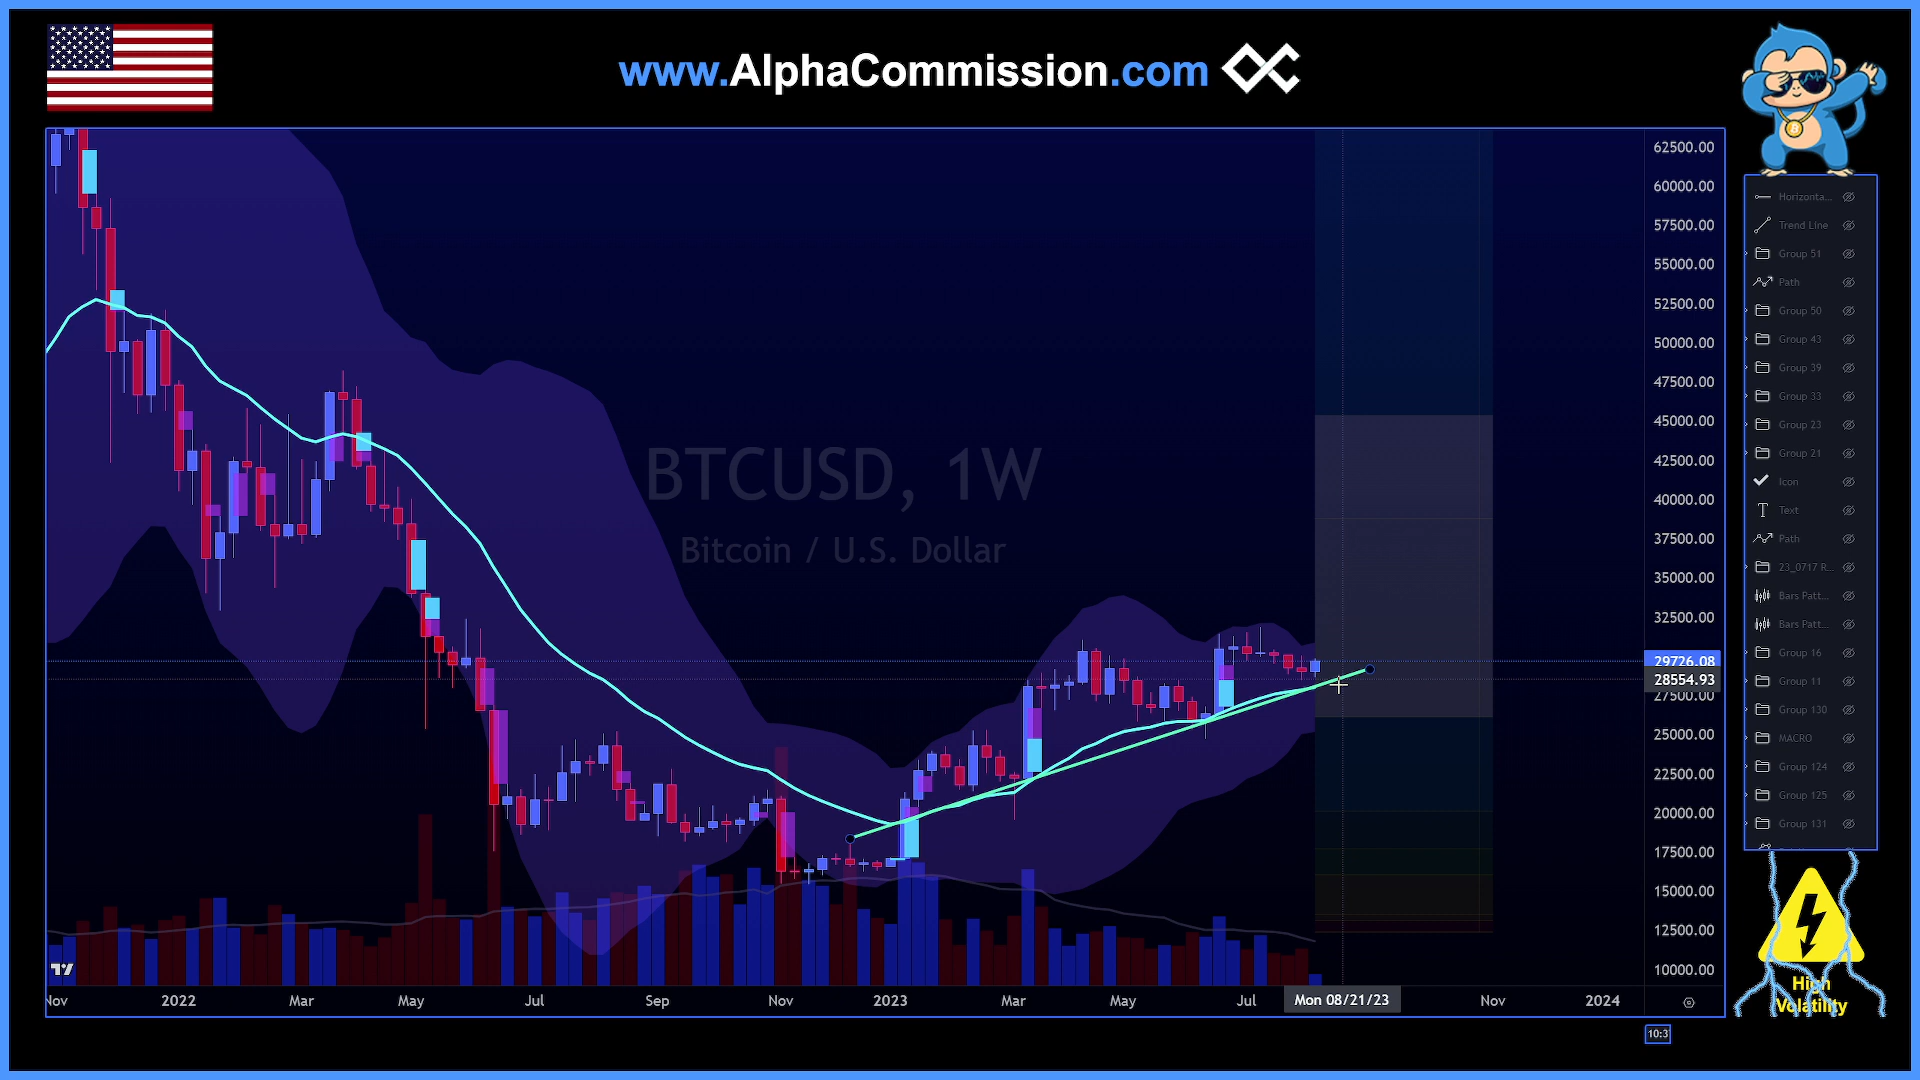 www.AlphaCommission.com
BTCUSD, 1W
Bitcoin / U.S. Dollar
62500.00
60000.00
57500.00
55000.00
52500.00
50000.00
47500.00
45000.00
42500.00
40000.00
37500.00
35000.00
32500.00
29726.08
28554.93
27500.00
25000.00
22500.00
20000.00
17500.00
15000.00
12500.00
10000.00
Nov 2022 Mar May Jul Sep Nov 2023 Mar May Jul Mon 08/21/23 Nov 2024
10:3
Horizonta...
Trend Line
Group 51
Path
Group 50
Group 43
Group 39
Group 33
Group 23
Group 21
Icon
Text
Path
23_0717 R...
Bars Patt...
Bars Patt...
Group 16
Group 11
Group 130
MACRO
Group 124
Group 125
Group 131
High
Volatility